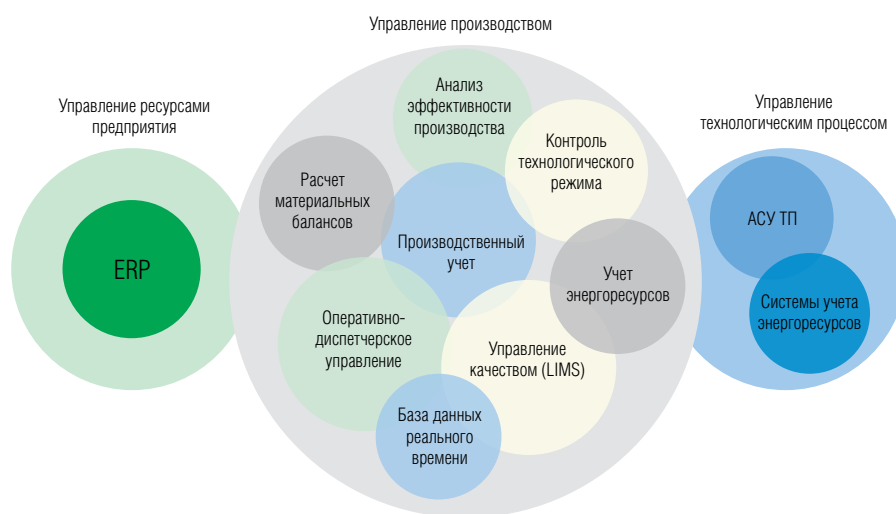 Управление производством
Управление ресурсами
предприятия
Управление
технологическим процессом
Анализ
эффективности
производства
Контроль
технологического
режима
Расчет
материальных
балансов
Производственный
учет
Учет
энергоресурсов
Оперативно-
диспетчерское
управление
Управление
качеством (LIMS)
База данных
реального
времени
ERP
АСУ ТП
Системы учета
энергоресурсов